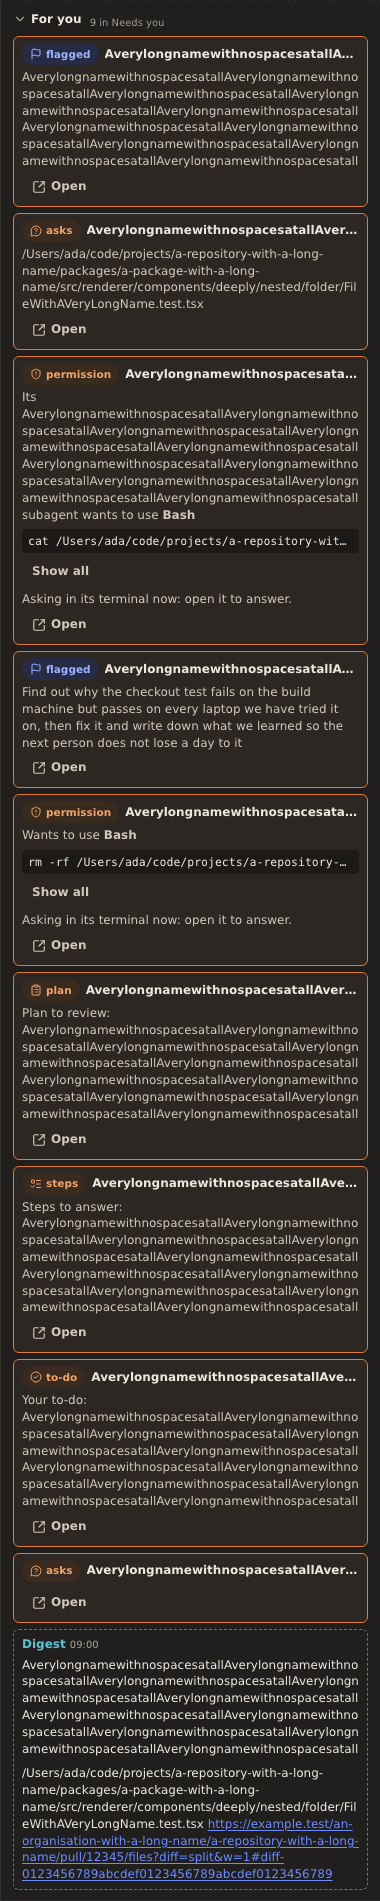 For you 9 in Needs you
flagged AverylongnamewithnospacesatallA…
AverylongnamewithnospacesatallAverylongnamewithno
spacesatallAverylongnamewithnospacesatallAverylongn
amewithnospacesatallAverylongnamewithnospacesatall
AverylongnamewithnospacesatallAverylongnamewithno
spacesatallAverylongnamewithnospacesatallAverylongn
amewithnospacesatallAverylongnamewithnospacesatall
Open
asks AverylongnamewithnospacesatallAver…
/Users/ada/code/projects/a-repository-with-a-long-
name/packages/a-package-with-a-long-
name/src/renderer/components/deeply/nested/folder/Fil
eWithAVeryLongName.test.tsx
Open
permission Averylongnamewithnospacesata…
Its
AverylongnamewithnospacesatallAverylongnamewithno
spacesatallAverylongnamewithnospacesatallAverylongn
amewithnospacesatallAverylongnamewithnospacesatall
AverylongnamewithnospacesatallAverylongnamewithno
spacesatallAverylongnamewithnospacesatallAverylongn
amewithnospacesatallAverylongnamewithnospacesatall
subagent wants to use Bash
cat /Users/ada/code/projects/a-repository-wit…
Show all
Asking in its terminal now: open it to answer.
Open
flagged AverylongnamewithnospacesatallA…
Find out why the checkout test fails on the build
machine but passes on every laptop we have tried it
on, then fix it and write down what we learned so the
next person does not lose a day to it
Open
permission Averylongnamewithnospacesata…
Wants to use Bash
rm -rf /Users/ada/code/projects/a-repository-…
Show all
Asking in its terminal now: open it to answer.
Open
plan AverylongnamewithnospacesatallAver…
Plan to review:
AverylongnamewithnospacesatallAverylongnamewithno
spacesatallAverylongnamewithnospacesatallAverylongn
amewithnospacesatallAverylongnamewithnospacesatall
AverylongnamewithnospacesatallAverylongnamewithno
spacesatallAverylongnamewithnospacesatallAverylongn
amewithnospacesatallAverylongnamewithnospacesatall
Open
steps AverylongnamewithnospacesatallAve…
Steps to answer:
AverylongnamewithnospacesatallAverylongnamewithno
spacesatallAverylongnamewithnospacesatallAverylongn
amewithnospacesatallAverylongnamewithnospacesatall
AverylongnamewithnospacesatallAverylongnamewithno
spacesatallAverylongnamewithnospacesatallAverylongn
amewithnospacesatallAverylongnamewithnospacesatall
Open
to-do AverylongnamewithnospacesatallAve…
Your to-do:
AverylongnamewithnospacesatallAverylongnamewithno
spacesatallAverylongnamewithnospacesatallAverylongn
amewithnospacesatallAverylongnamewithnospacesatall
AverylongnamewithnospacesatallAverylongnamewithno
spacesatallAverylongnamewithnospacesatallAverylongn
amewithnospacesatallAverylongnamewithnospacesatall
Open
asks AverylongnamewithnospacesatallAver…
Open
Digest 09:00
AverylongnamewithnospacesatallAverylongnamewithno
spacesatallAverylongnamewithnospacesatallAverylongn
amewithnospacesatallAverylongnamewithnospacesatall
AverylongnamewithnospacesatallAverylongnamewithno
spacesatallAverylongnamewithnospacesatallAverylongn
amewithnospacesatallAverylongnamewithnospacesatall
/Users/ada/code/projects/a-repository-with-a-long-
name/packages/a-package-with-a-long-
name/src/renderer/components/deeply/nested/folder/Fil
eWithAVeryLongName.test.tsx https://example.test/an-
organisation-with-a-long-name/a-repository-with-a-long-
name/pull/12345/files?diff=split&w=1#diff-
0123456789abcdef0123456789abcdef0123456789